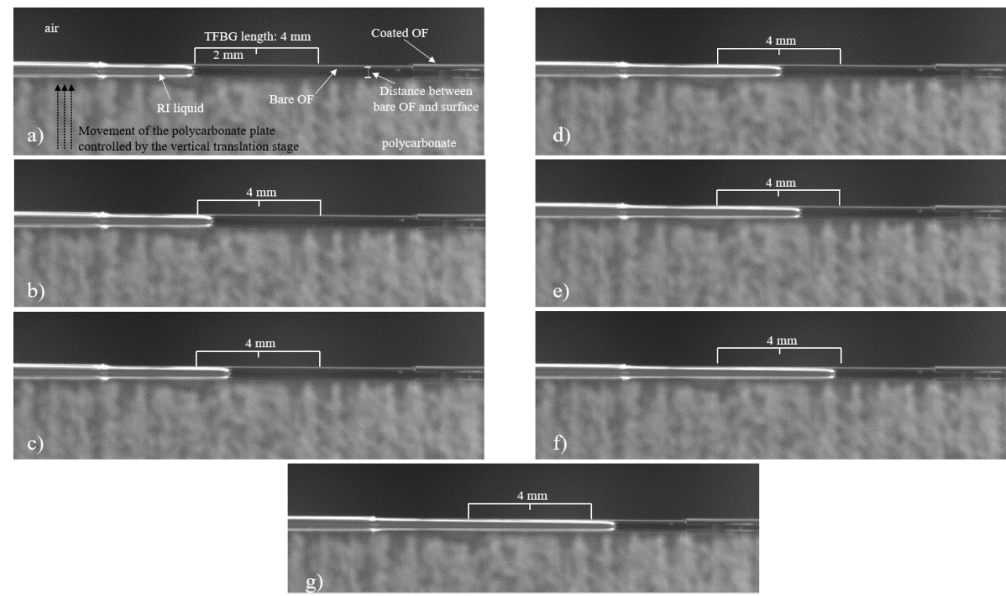 air
TFBG length: 4 mm
2 mm
Coated OF
RI liquid
Bare OF
Distance between
bare OF and surface
Movement of the polycarbonate plate
controlled by the vertical translation stage
polycarbonate
a)
4 mm
b)
4 mm
c)
4 mm
d)
4 mm
e)
4 mm
f)
4 mm
g)